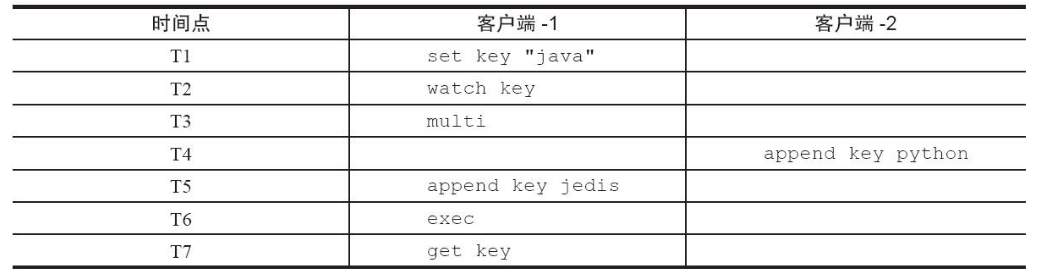 时间点 客户端 -1 客户端 -2
T1 set key "java"
T2 watch key
T3 multi
T4 append key python
T5 append key jedis
T6 exec
T7 get key